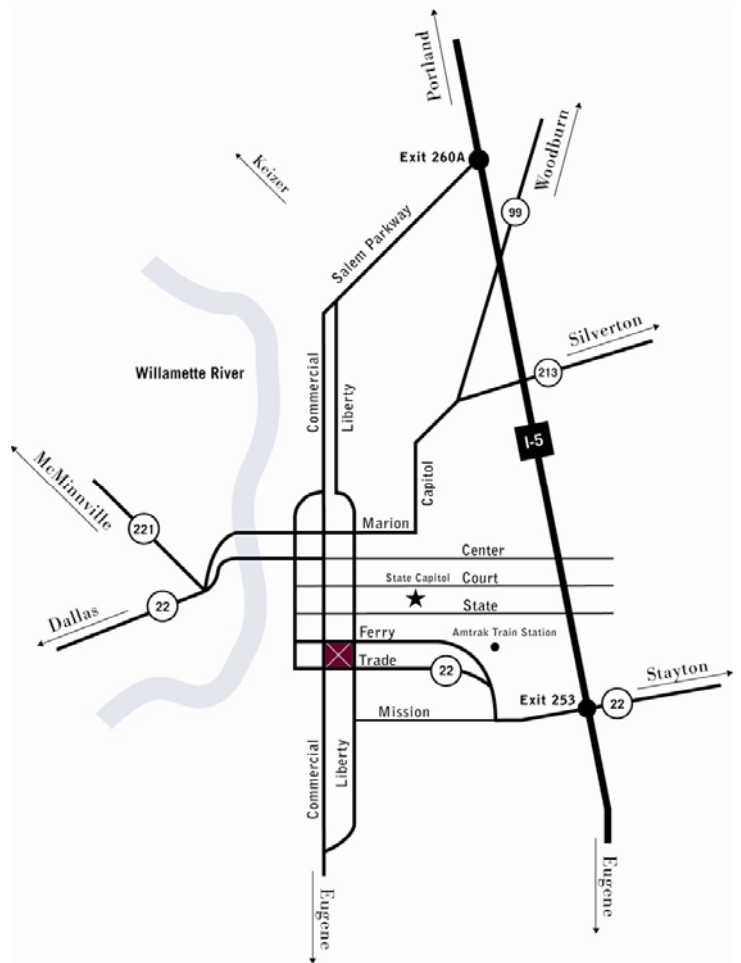 Portland
Woodburn
Exit 260A
Keizer
99
Salem Parkway
Silverton
213
Willamette River
Commercial
Liberty
I-5
McMinnville
Capitol
221
Marion
Center
State Capitol
Court
22
Dallas
State
Ferry
Amtrak Train Station
Trade
22
Stayton
Exit 253
22
Mission
Commercial
Liberty
Eugene
Eugene